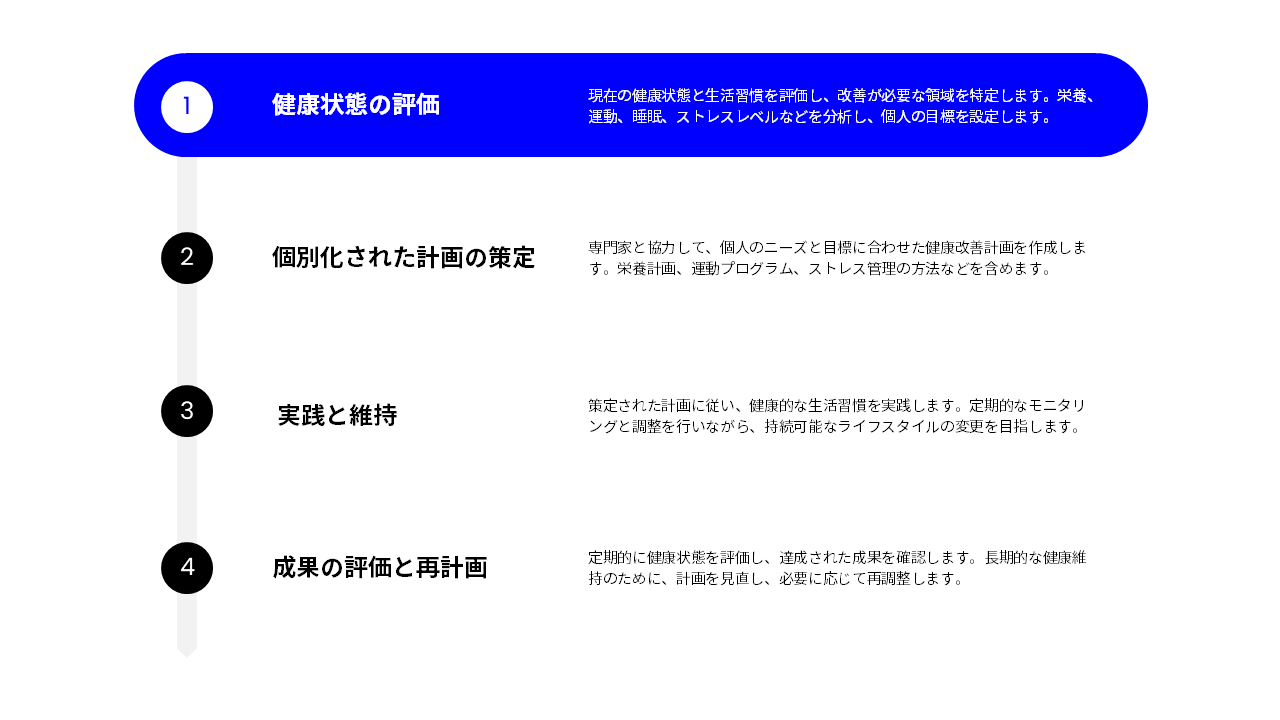 1
健康状態の評価
現在の健康状態と生活習慣を評価し、改善が必要な領域を特定します。栄養、
運動、睡眠、ストレスレベルなどを分析し、個人の目標を設定します。
2
個別化された計画の策定
専門家と協力して、個人のニーズと目標に合わせた健康改善計画を作成しま
す。栄養計画、運動プログラム、ストレス管理の方法などを含めます。
3
実践と維持
策定された計画に従い、健康的な生活習慣を実践します。定期的なモニタリ
ングと調整を行いながら、持続可能なライフスタイルの変更を目指します。
4
成果の評価と再計画
定期的に健康状態を評価し、達成された成果を確認します。長期的な健康維
持のために、計画を見直し、必要に応じて再調整します。